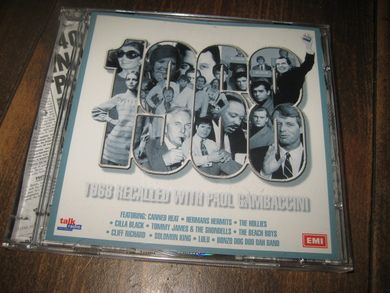 1968
1968 RECALLED WITH PAUL GAMBACCINI
FEATURING: CANNED HEAT • HERMANS HERMITS • THE HOLLIES
• CILLA BLACK • TOMMY JAMES & THE SHONDELLS • THE BEACH BOYS
• CLIFF RICHARD • SOLOMON KING • LULU • BONZO DOG DOO DAH BAND
talk
EMI